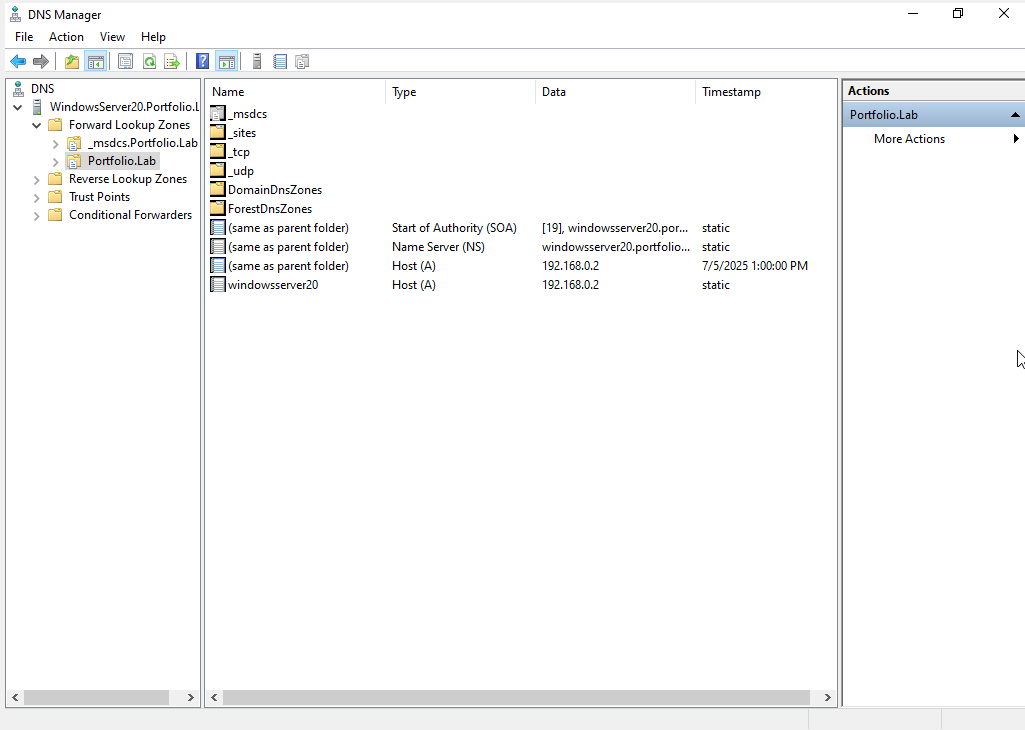 DNS Manager
File Action View Help
DNS
WindowsServer20.Portfolio.L
Forward Lookup Zones
_msdcs.Portfolio.Lab
Portfolio.Lab
Reverse Lookup Zones
Trust Points
Conditional Forwarders
Name Type Data Timestamp
_msdcs
_sites
_tcp
_udp
DomainDnsZones
ForestDnsZones
(same as parent folder) Start of Authority (SOA) [19], windowsserver20.por... static
(same as parent folder) Name Server (NS) windowsserver20.portfolio... static
(same as parent folder) Host (A) 192.168.0.2 7/5/2025 1:00:00 PM
windowsserver20 Host (A) 192.168.0.2 static
Actions
Portfolio.Lab
More Actions